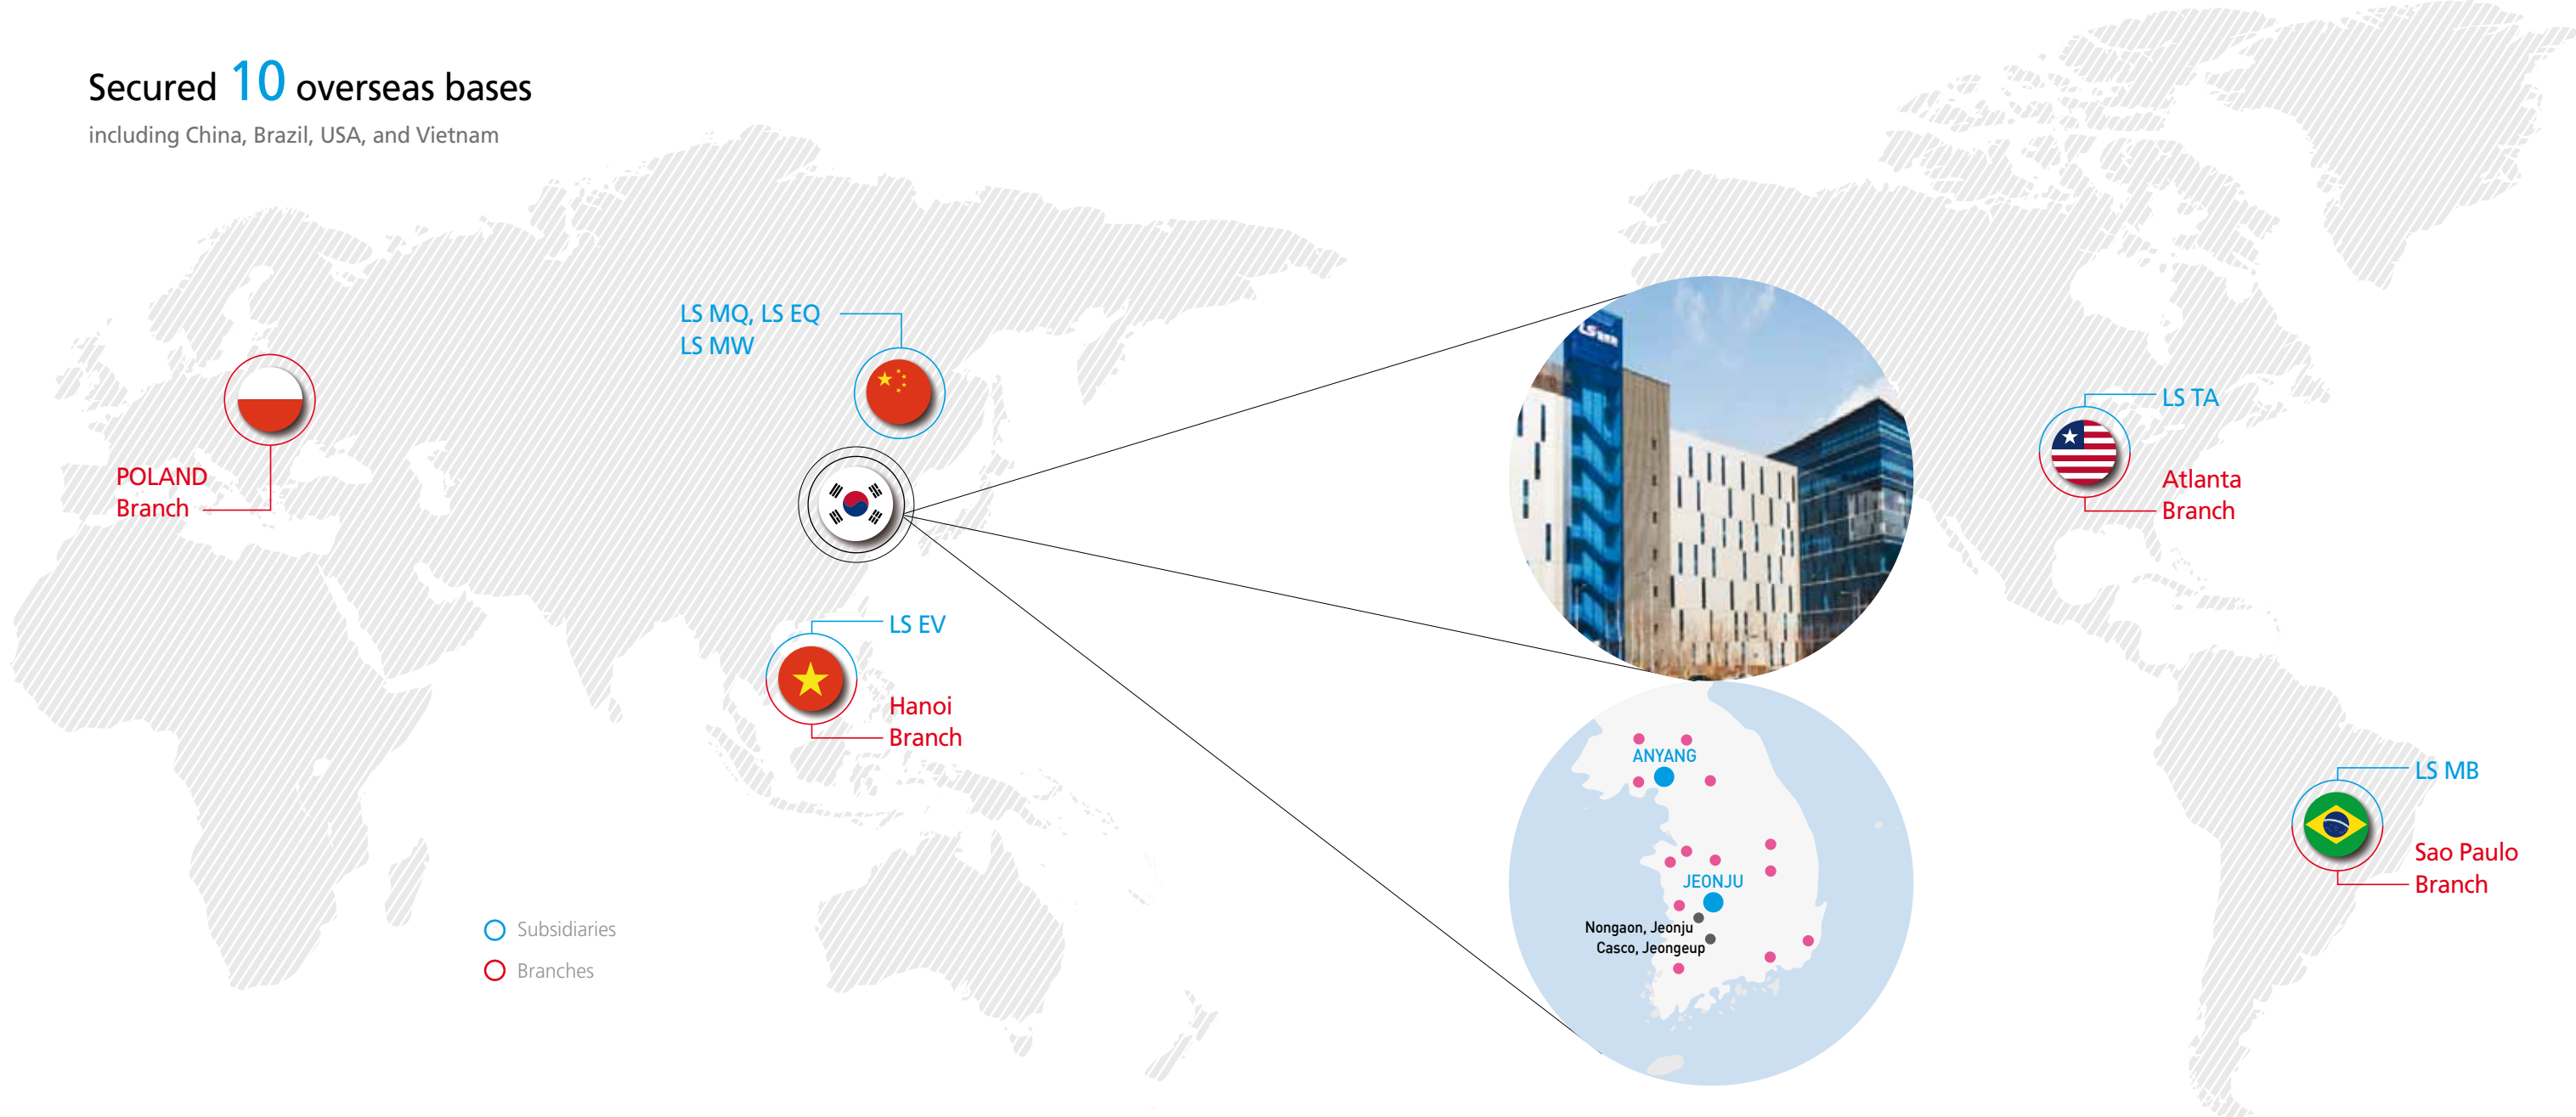 Secured 10 overseas bases
including China, Brazil, USA, and Vietnam
LS MQ, LS EQ
LS MW
POLAND
Branch
LS EV
Hanoi
Branch
LS TA
Atlanta
Branch
LS MB
Sao Paulo
Branch
ANYANG
JEONJU
Nongaon, Jeonju
Casco, Jeongeup
Subsidiaries
Branches